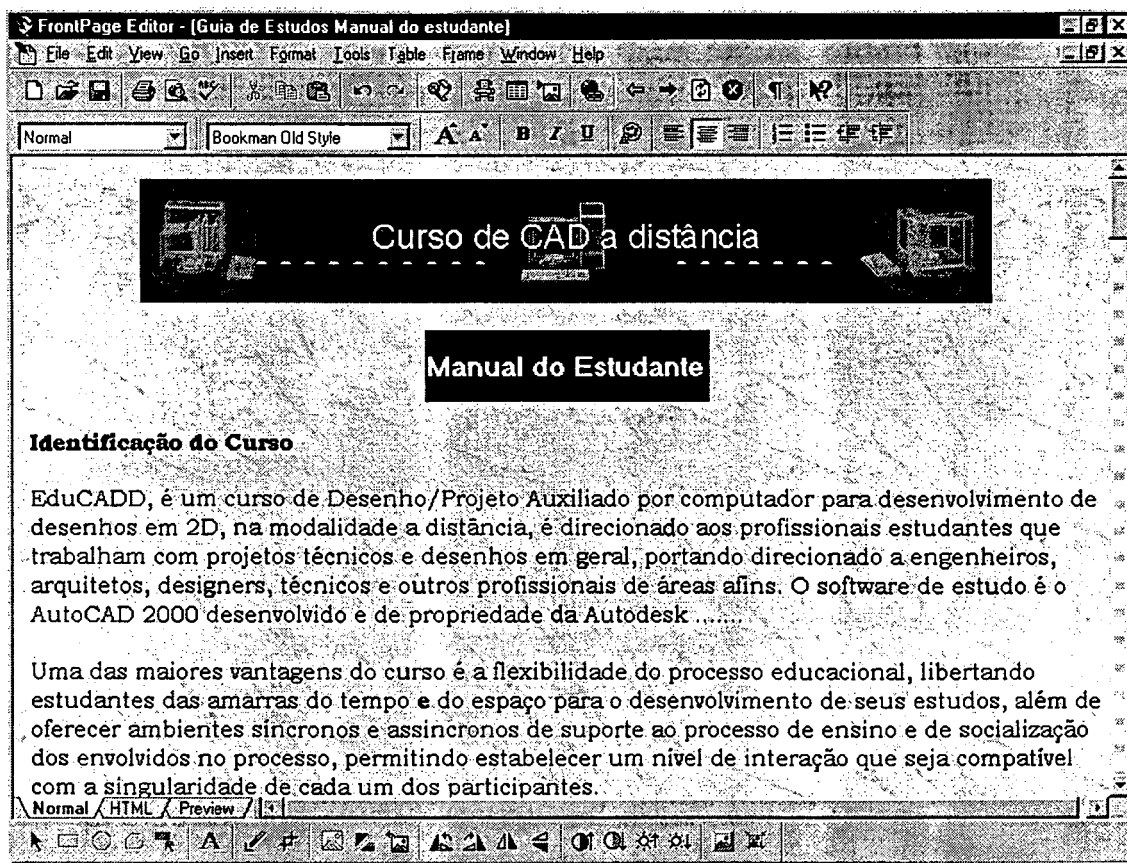 FrontPage Editor - [Guia de Estudos Manual do estudante]
File Edit View Go Insert Format Tools Table Frame Window Help
Normal Bookman Old Style A A B I U
Curso de CAD a distância
Manual do Estudante
Identificação do Curso
EduCADD, é um curso de Desenho/Projeto Auxiliado por computador para desenvolvimento de
desenhos em 2D, na modalidade a distância, é direcionado aos profissionais estudantes que
trabalham com projetos técnicos e desenhos em geral, portando direcionado a engenheiros,
arquitetos, designers, técnicos e outros profissionais de áreas afins. O software de estudo é o
AutoCAD 2000 desenvolvido e de propriedade da Autodesk .......
Uma das maiores vantagens do curso é a flexibilidade do processo educacional, libertando
estudantes das amarras do tempo e do espaço para o desenvolvimento de seus estudos, além de
oferecer ambientes síncronos e assíncronos de suporte ao processo de ensino e de socialização
dos envolvidos no processo, permitindo estabelecer um nível de interação que seja compatível
com a singularidade de cada um dos participantes.
Normal HTML Preview
A